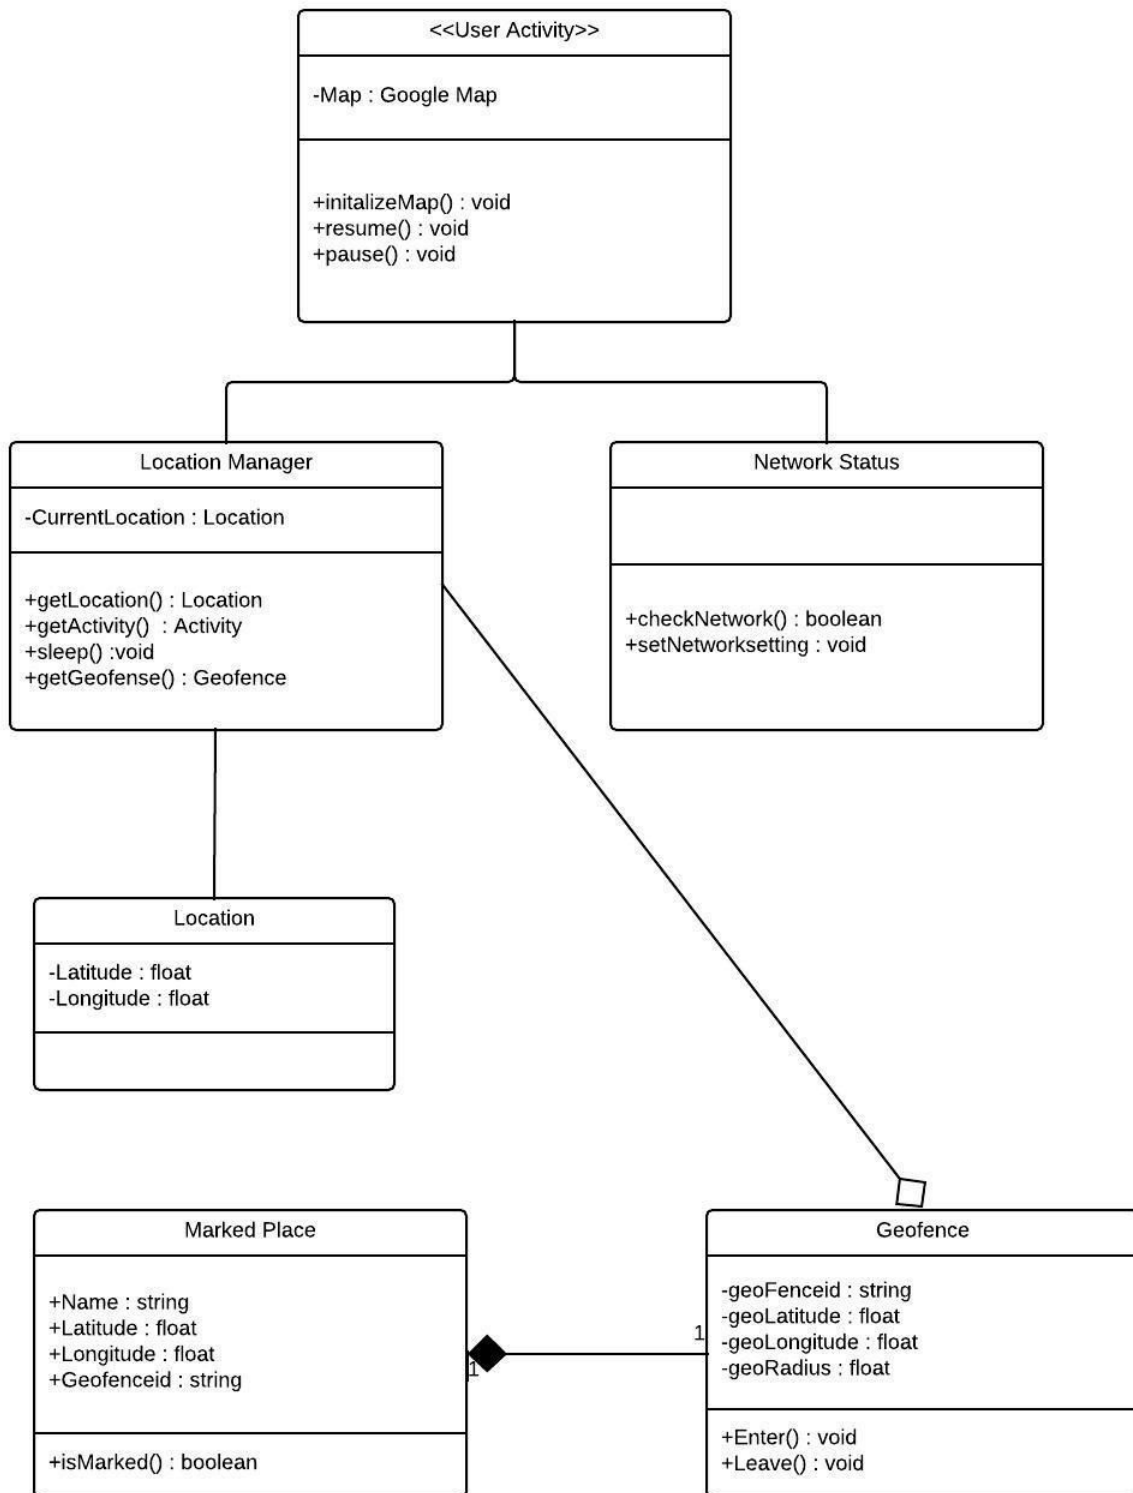 <<User Activity>>
-Map : Google Map
+initalizeMap() : void
+resume() : void
+pause() : void
Location Manager
-CurrentLocation : Location
+getLocation() : Location
+getActivity()  : Activity
+sleep() :void
+getGeofense() : Geofence
Network Status
+checkNetwork() : boolean
+setNetworksetting : void
Location
-Latitude : float
-Longitude : float
Marked Place
+Name : string
+Latitude : float
+Longitude : float
+Geofenceid : string
+isMarked() : boolean
1
1
Geofence
-geoFenceid : string
-geoLatitude : float
-geoLongitude : float
-geoRadius : float
+Enter() : void
+Leave() : void